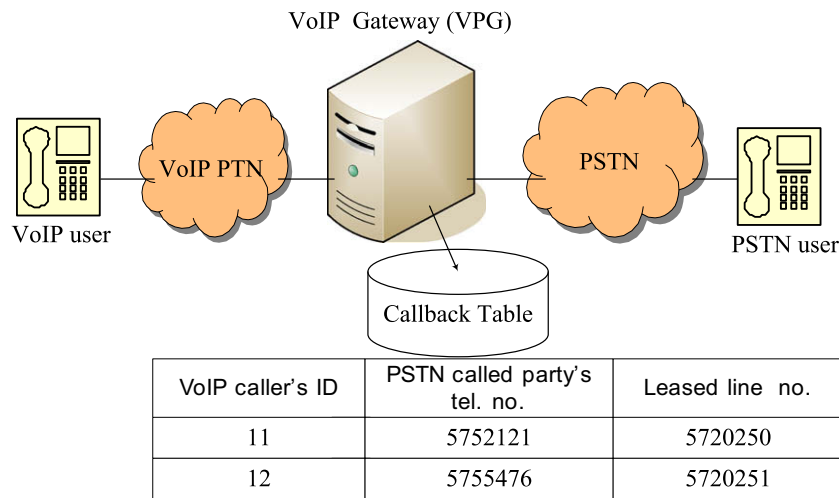 VoIP Gateway (VPG)
VoIP PTN
PSTN
VoIP user
PSTN user
Callback Table
VoIP caller's ID
PSTN called party's
tel. no.
Leased line no.
11
5752121
5720250
12
5755476
5720251